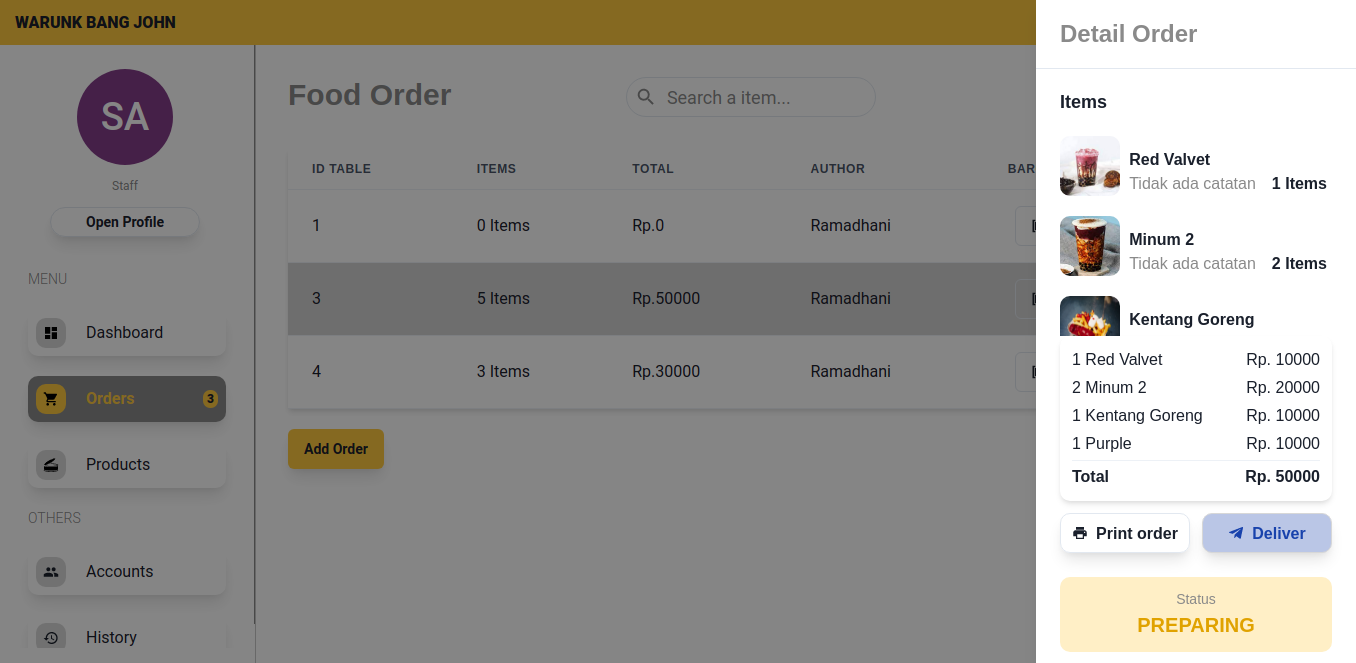 WARUNK BANG JOHN
SA
Staff
Open Profile
MENU
Dashboard
Orders 3
Products
OTHERS
Accounts
History
Food Order
Search a item...
ID TABLE ITEMS TOTAL AUTHOR BAR
1 0 Items Rp.0 Ramadhani
3 5 Items Rp.50000 Ramadhani
4 3 Items Rp.30000 Ramadhani
Add Order
Detail Order
Items
Red Valvet
Tidak ada catatan 1 Items
Minum 2
Tidak ada catatan 2 Items
Kentang Goreng
1 Red Valvet Rp. 10000
2 Minum 2 Rp. 20000
1 Kentang Goreng Rp. 10000
1 Purple Rp. 10000
Total Rp. 50000
Print order
Deliver
Status
PREPARING